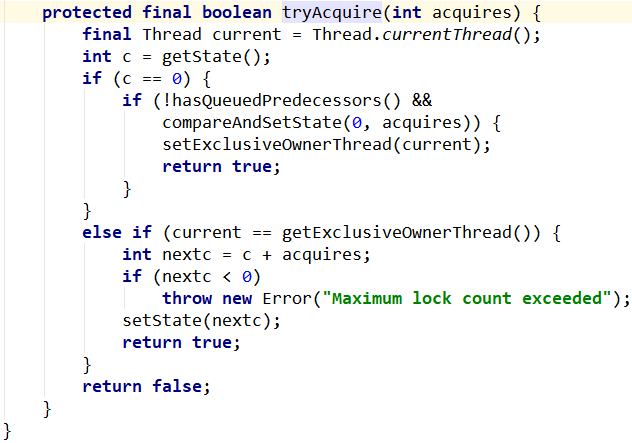 protected final boolean tryAcquire(int acquires) {
    final Thread current = Thread.currentThread();
    int c = getState();
    if (c == 0) {
        if (!hasQueuedPredecessors() &&
            compareAndSetState(0, acquires)) {
            setExclusiveOwnerThread(current);
            return true;
        }
    }
    else if (current == getExclusiveOwnerThread()) {
        int nextc = c + acquires;
        if (nextc < 0)
            throw new Error("Maximum lock count exceeded");
        setState(nextc);
        return true;
    }
    return false;
}
}